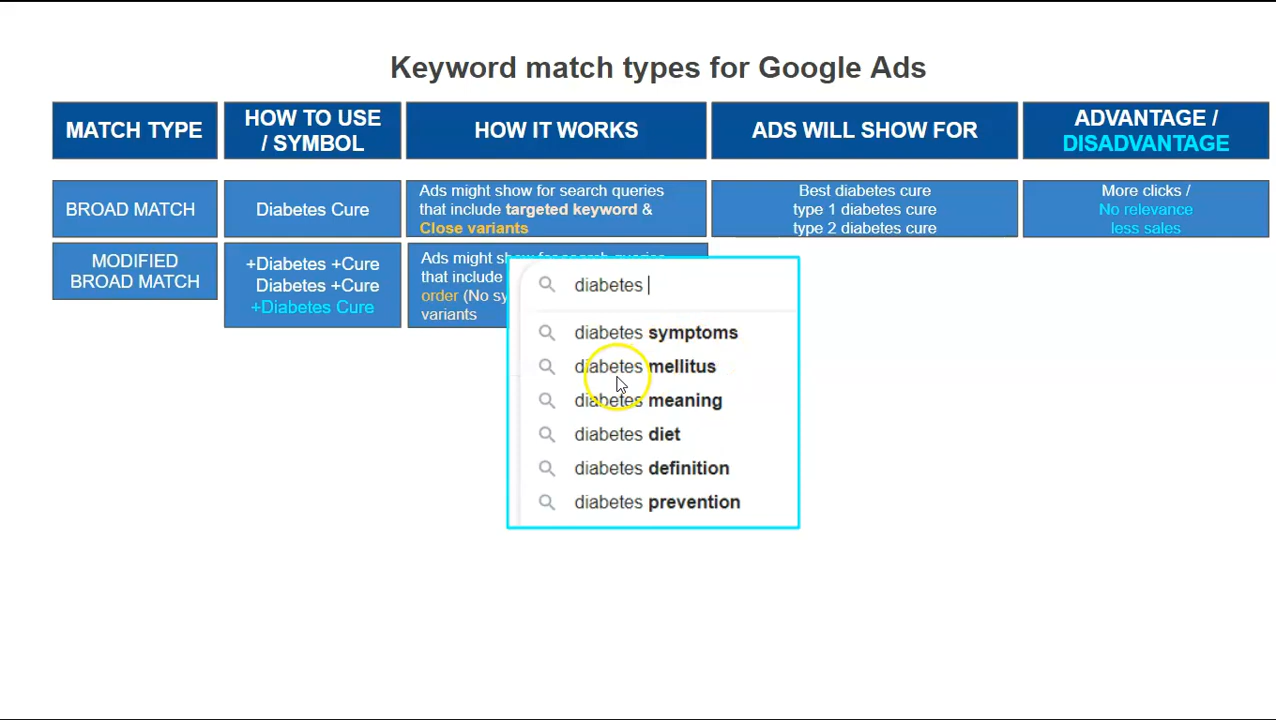 Keyword match types for Google Ads
MATCH TYPE
HOW TO USE
/ SYMBOL
HOW IT WORKS
ADS WILL SHOW FOR
ADVANTAGE /
DISADVANTAGE
BROAD MATCH
Diabetes Cure
Ads might show for search queries
that include targeted keyword &
Close variants
Best diabetes cure
type 1 diabetes cure
type 2 diabetes cure
More clicks /
No relevance
less sales
MODIFIED
BROAD MATCH
+Diabetes +Cure
Diabetes +Cure
+Diabetes Cure
Ads might show for search queries
that include
order (No
variants
diabetes
diabetes symptoms
diabetes mellitus
diabetes meaning
diabetes diet
diabetes definition
diabetes prevention